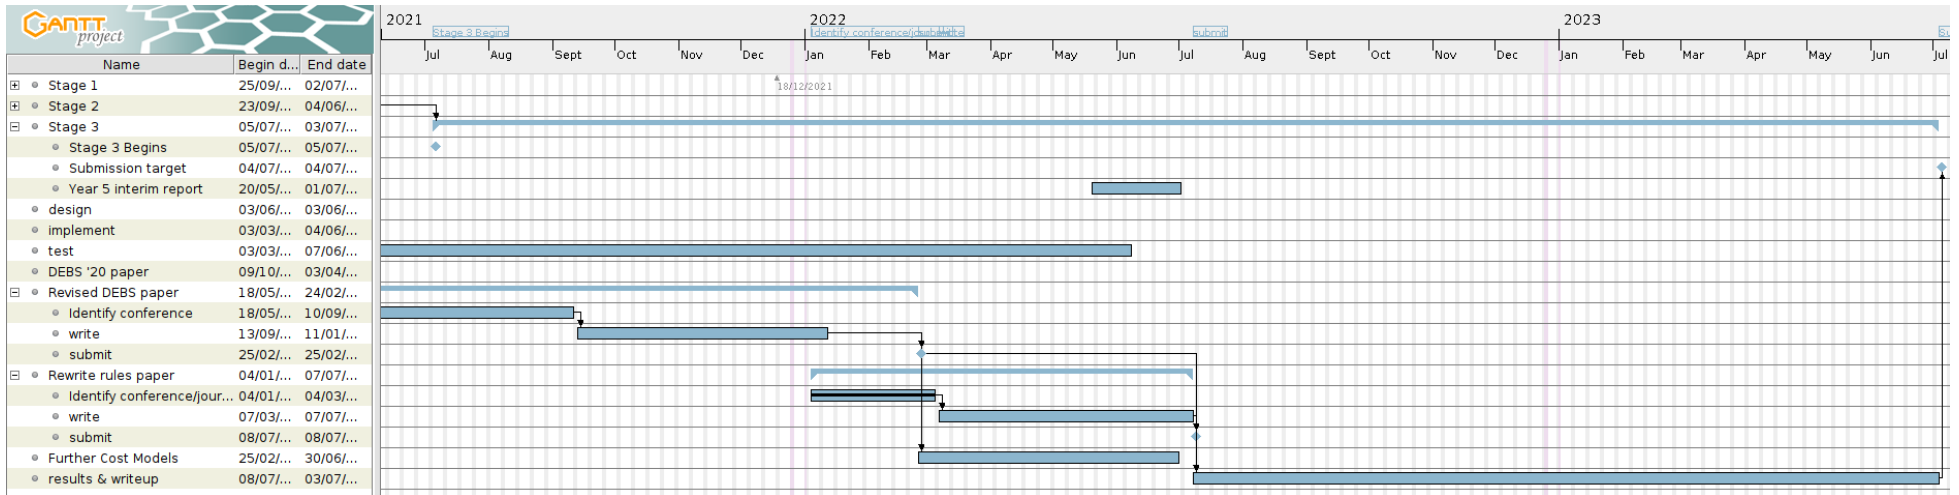 2021 2022 2023
GANTT project
Stage 3 Begins Identify conference/jou submit
Jul Aug Sept Oct Nov Dec Jan Feb Mar Apr May Jun Jul Aug Sept Oct Nov Dec Jan Feb Mar Apr May Jun Jul
Name Begin d... End date
18/12/2021
Stage 1 25/09/... 02/07/...
Stage 2 23/09/... 04/06/...
Stage 3 05/07/... 03/07/...
Stage 3 Begins 05/07/... 05/07/...
Submission target 04/07/... 04/07/...
Year 5 interim report 20/05/... 01/07/...
design 03/06/... 03/06/...
implement 03/03/... 04/06/...
test 03/03/... 07/06/...
DEBS '20 paper 09/10/... 03/04/...
Revised DEBS paper 18/05/... 24/02/...
Identify conference 18/05/... 10/09/...
write 13/09/... 11/01/...
submit 25/02/... 25/02/...
Rewrite rules paper 04/01/... 07/07/...
Identify conference/jour... 04/01/... 04/03/...
write 07/03/... 07/07/...
submit 08/07/... 08/07/...
Further Cost Models 25/02/... 30/06/...
results & writeup 08/07/... 03/07/...